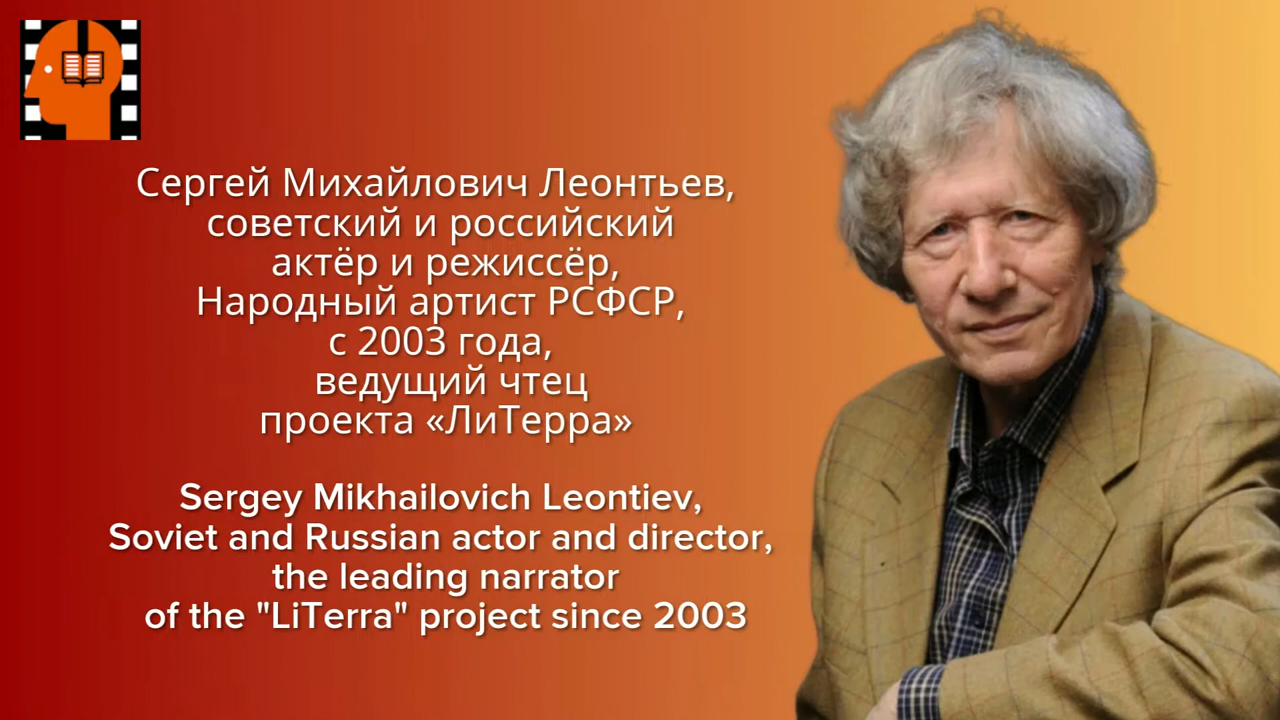 Сергей Михайлович Леонтьев,
советский и российский
актёр и режиссёр,
Народный артист РСФСР,
с 2003 года,
ведущий чтец
проекта «ЛиТерра»
Sergey Mikhailovich Leontiev,
Soviet and Russian actor and director,
the leading narrator
of the "LiTerra" project since 2003